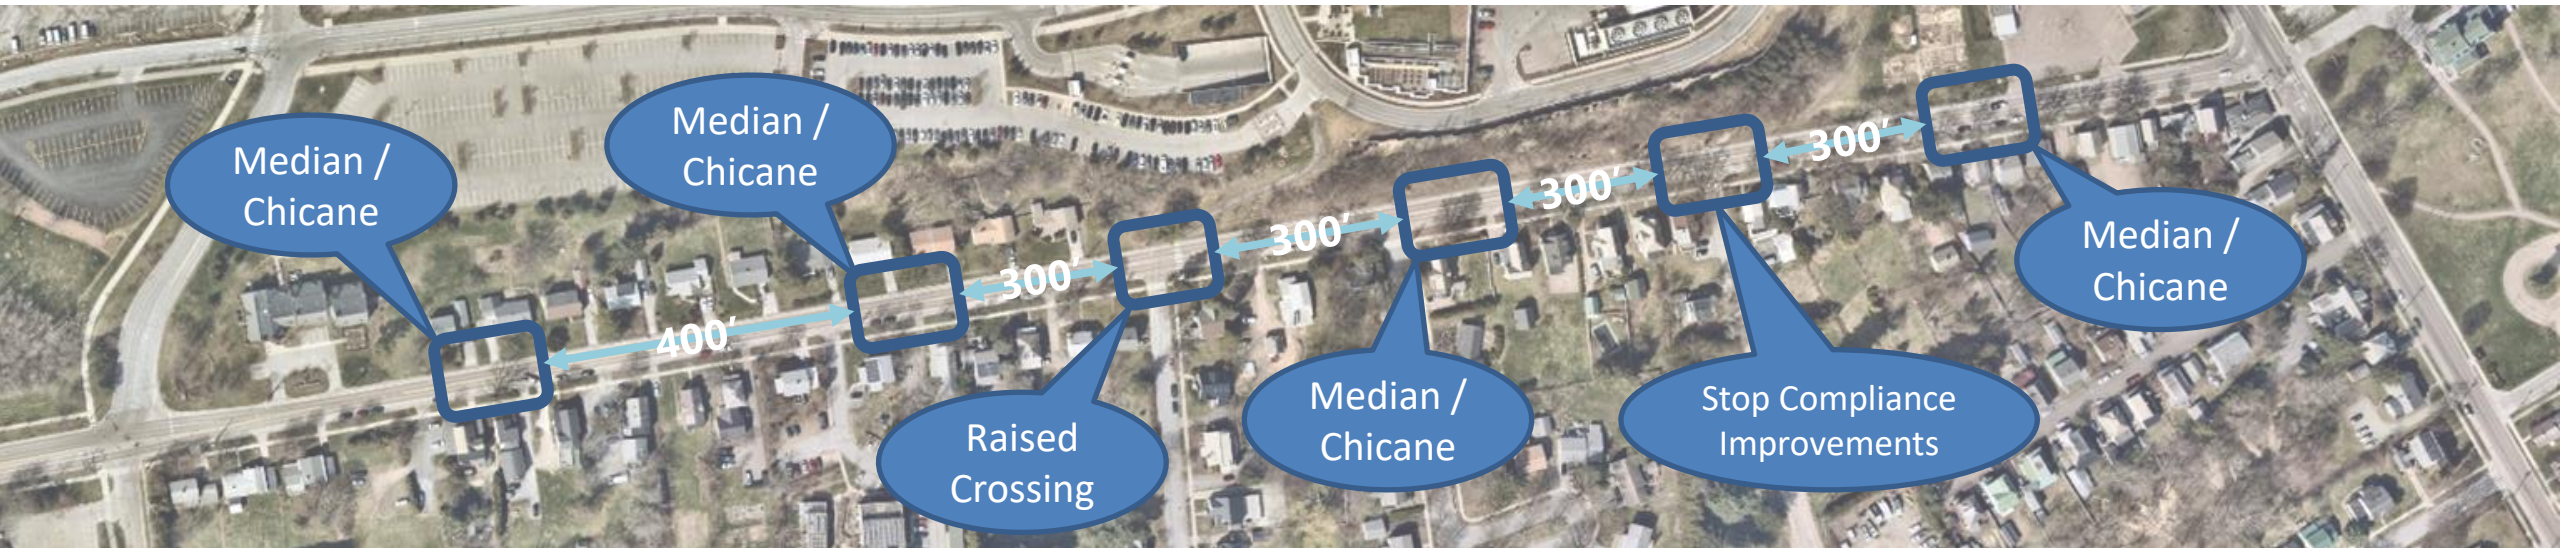 Median /
Chicane
Median /
Chicane
400′
300′
Raised
Crossing
300′
Median /
Chicane
300′
Stop Compliance
Improvements
300′
Median /
Chicane